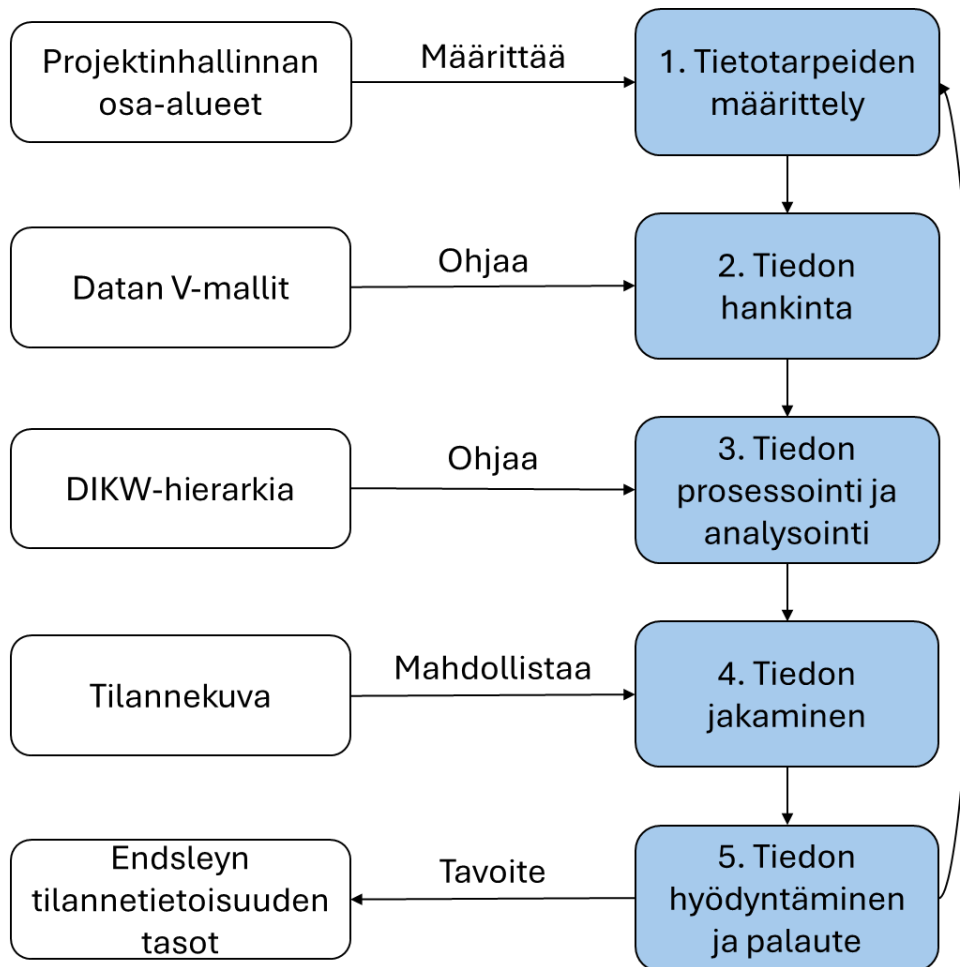 Projektinhallinnan
osa-alueet
Määrittää
1. Tietotarpeiden
määrittely
Datan V-mallit
Ohjaa
2. Tiedon
hankinta
DIKW-hierarkia
Ohjaa
3. Tiedon
prosessointi ja
analysointi
Tilannekuva
Mahdollistaa
4. Tiedon
jakaminen
Endsleyn
tilannetietoisuuden
tasot
Tavoite
5. Tiedon
hyödyntäminen
ja palaute